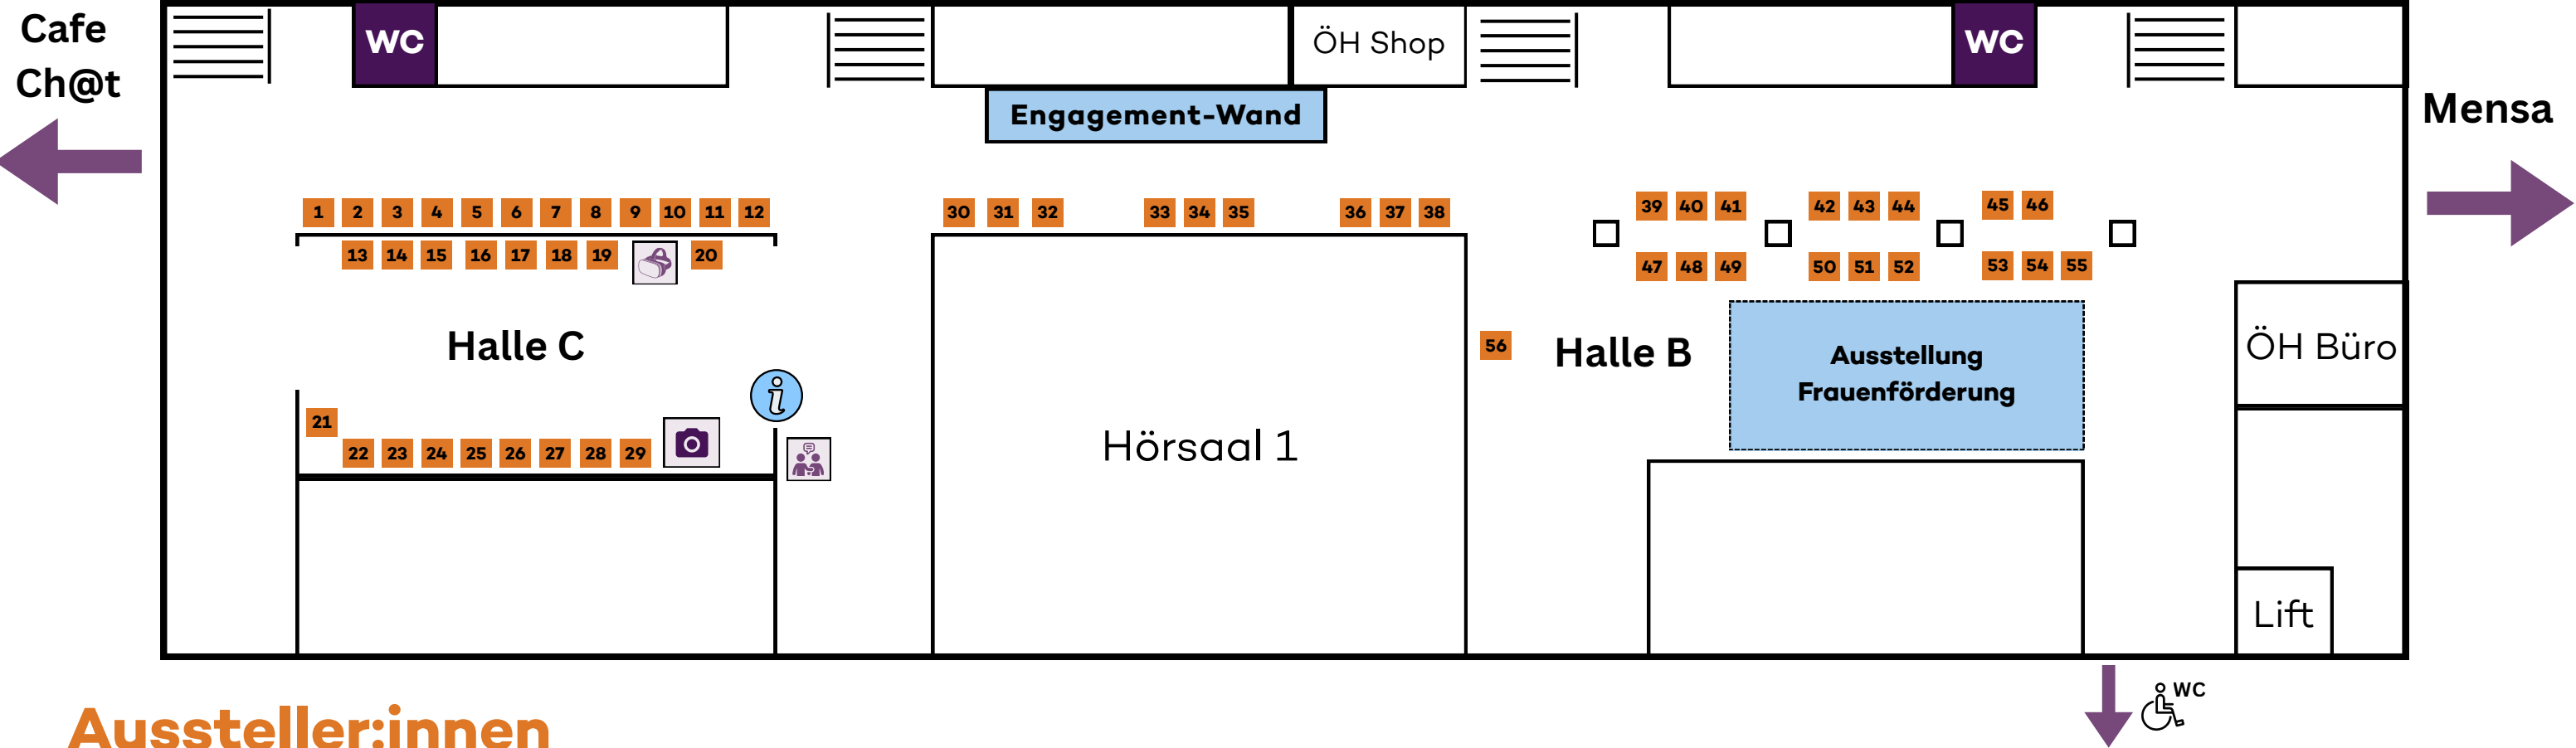 Cafe
Ch@t
WC
ÖH Shop
WC
Mensa
Engagement-Wand
1 2 3 4 5 6 7 8 9 10 11 12
30 31 32 33 34 35 36 37 38
39 40 41 42 43 44 45 46
13 14 15 16 17 18 19 20
47 48 49 50 51 52 53 54 55
Halle C
56
Halle B
Ausstellung
Frauenförderung
ÖH Büro
i
21
22 23 24 25 26 27 28 29
Hörsaal 1
Lift
WC
Aussteller:innen